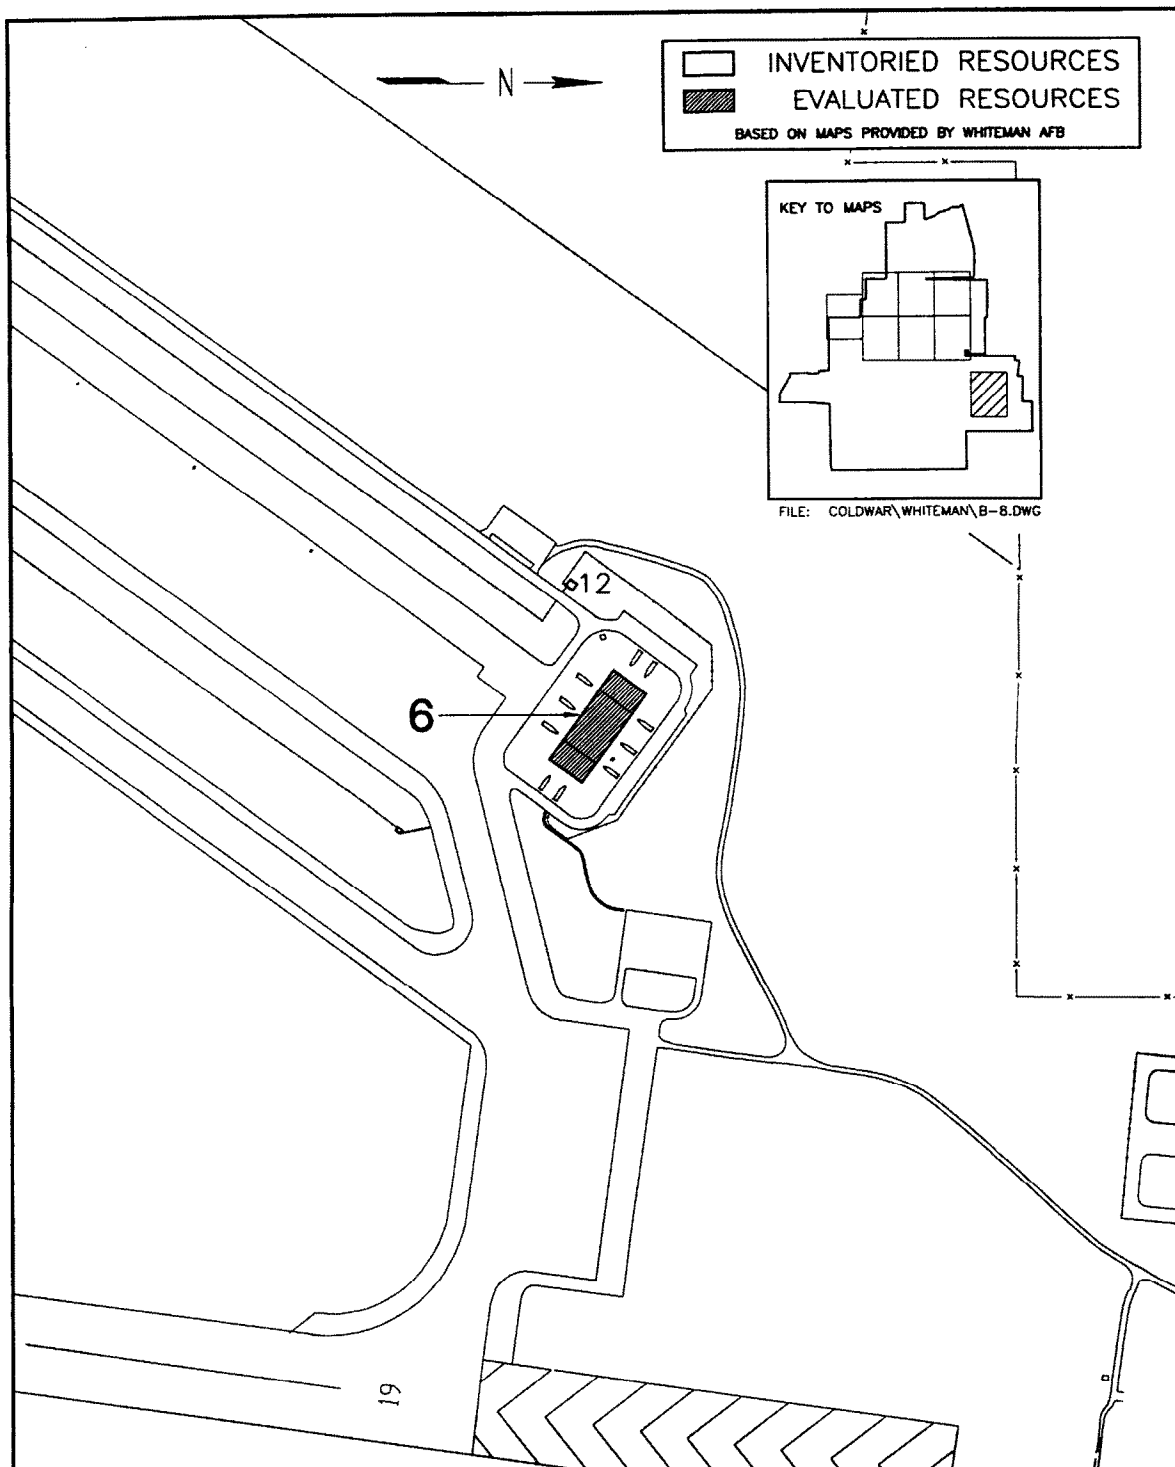 N
INVENTORIED RESOURCES
EVALUATED RESOURCES
BASED ON MAPS PROVIDED BY WHITEMAN AFB
KEY TO MAPS
FILE: COLDWAR\WHITEMAN\B-8.DWG
12
6
19